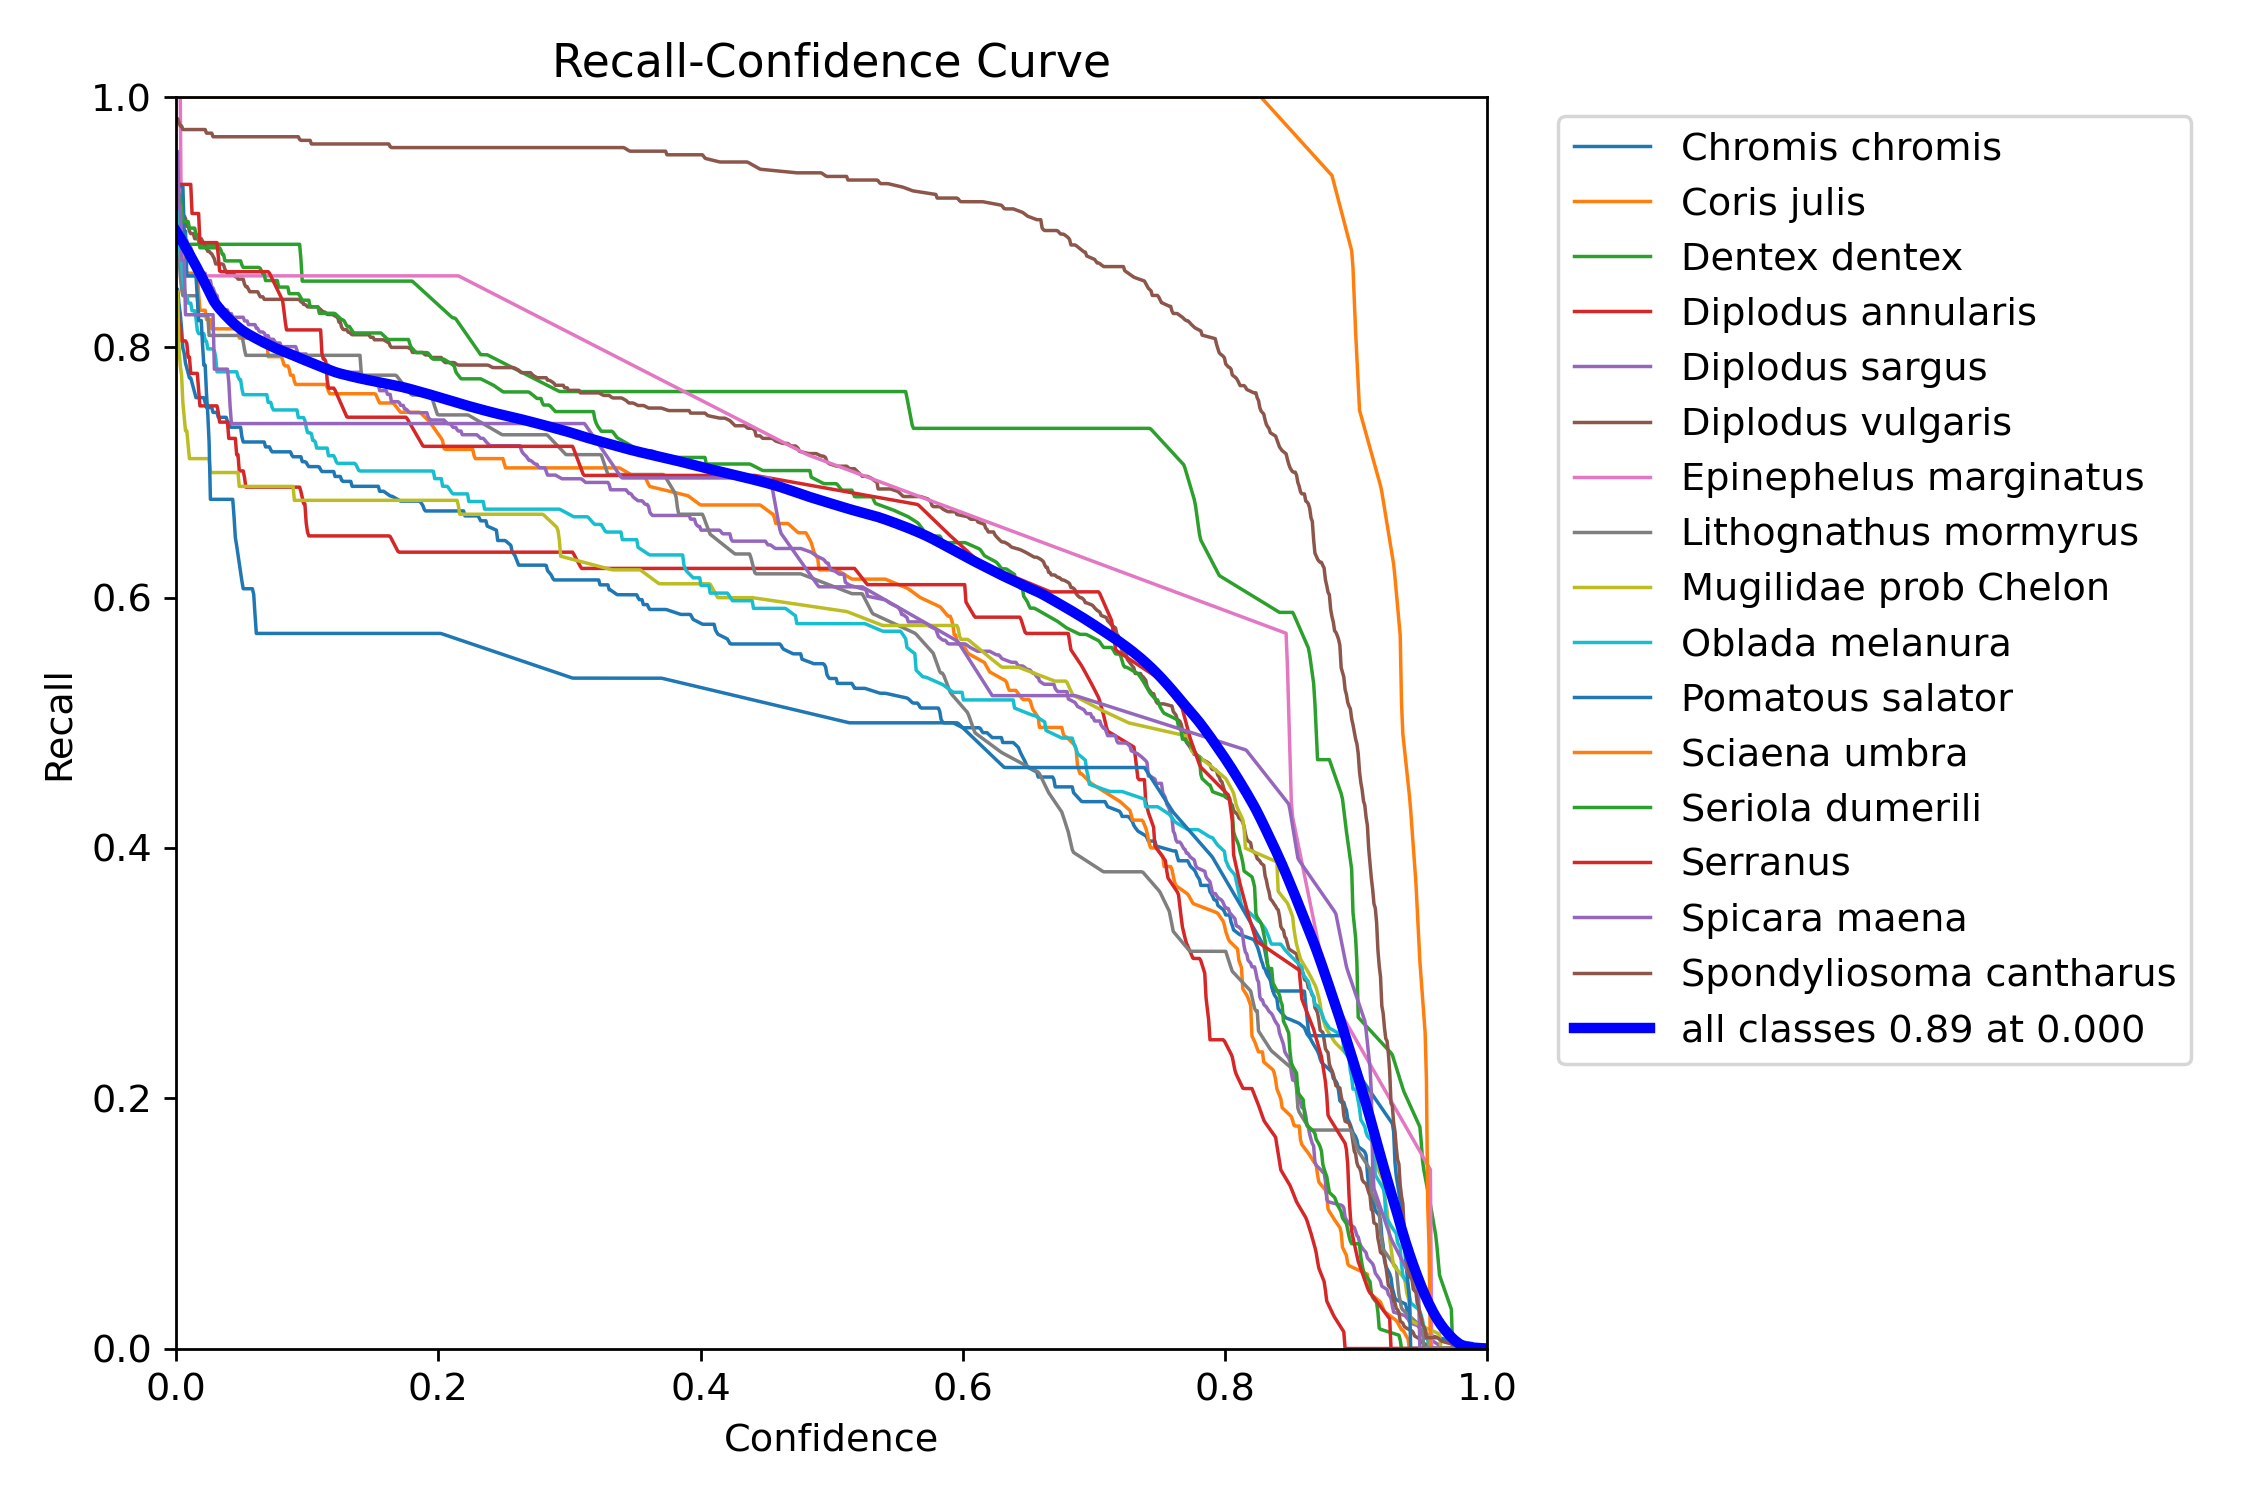 Recall-Confidence Curve
1.0
0.8
0.6
0.4
0.2
0.0
Recall
0.0 0.2 0.4 0.6 0.8 1.0
Confidence
Chromis chromis
Coris julis
Dentex dentex
Diplodus annularis
Diplodus sargus
Diplodus vulgaris
Epinephelus marginatus
Lithognathus mormyrus
Mugilidae prob Chelon
Oblada melanura
Pomatous salator
Sciaena umbra
Seriola dumerili
Serranus
Spicara maena
Spondyliosoma cantharus
all classes 0.89 at 0.000